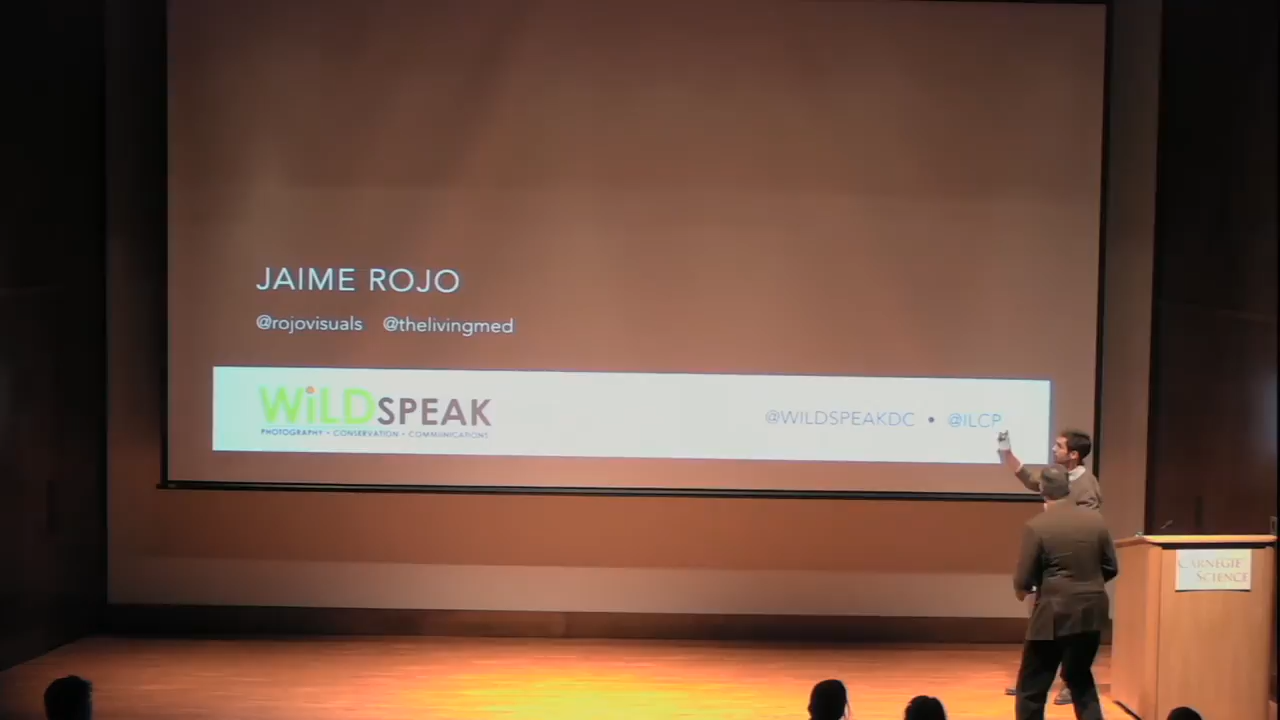 JAIME ROJO
@rojovisuals @thelivingmed
WiLDSPEAK
PHOTOGRAPHY • CONSERVATION • COMMUNICATIONS
@WILDSPEAKDC • @ILCP
CARNEGIE
SCIENCE